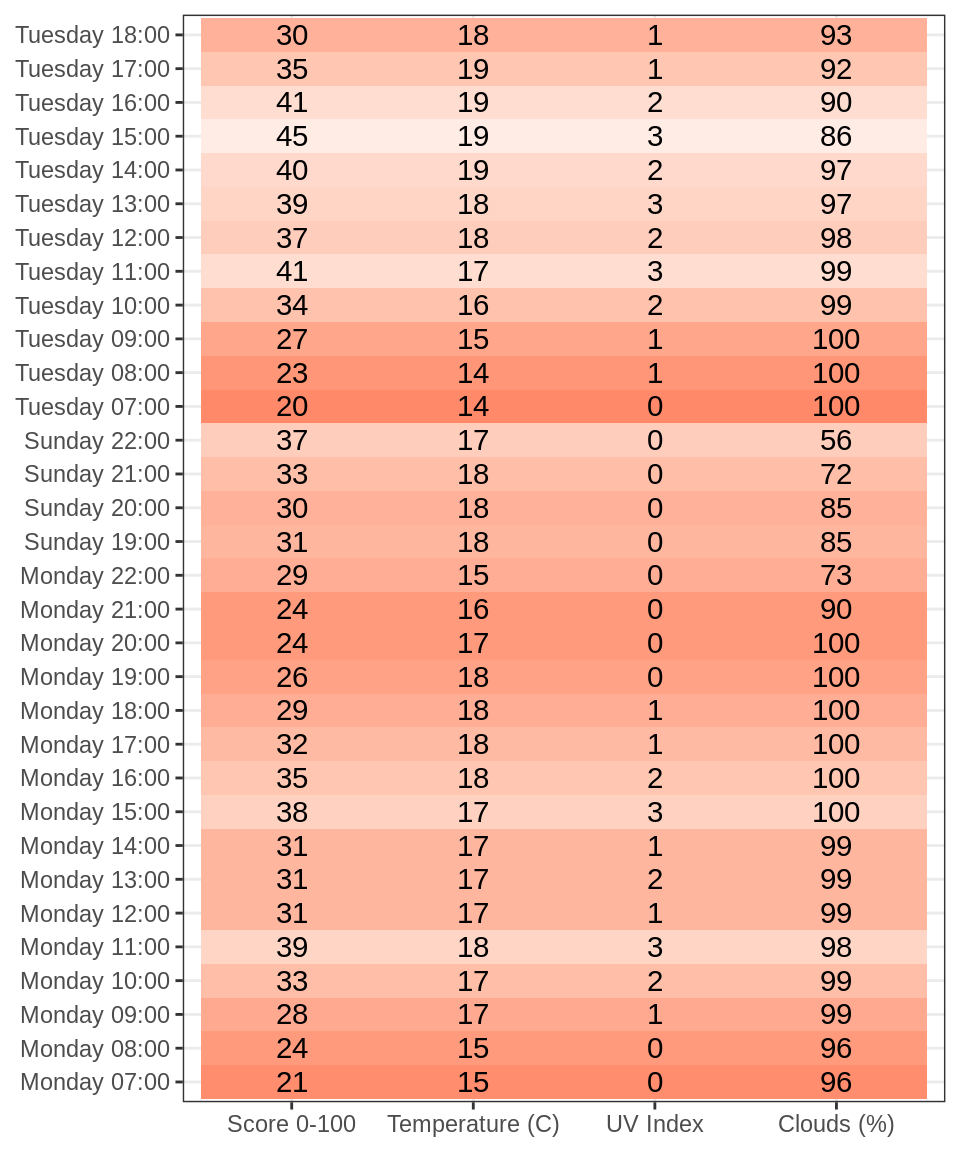 Tuesday 18:00 30 18 1 93
Tuesday 17:00 35 19 1 92
Tuesday 16:00 41 19 2 90
Tuesday 15:00 45 19 3 86
Tuesday 14:00 40 19 2 97
Tuesday 13:00 39 18 3 97
Tuesday 12:00 37 18 2 98
Tuesday 11:00 41 17 3 99
Tuesday 10:00 34 16 2 99
Tuesday 09:00 27 15 1 100
Tuesday 08:00 23 14 1 100
Tuesday 07:00 20 14 0 100
Sunday 22:00 37 17 0 56
Sunday 21:00 33 18 0 72
Sunday 20:00 30 18 0 85
Sunday 19:00 31 18 0 85
Monday 22:00 29 15 0 73
Monday 21:00 24 16 0 90
Monday 20:00 24 17 0 100
Monday 19:00 26 18 0 100
Monday 18:00 29 18 1 100
Monday 17:00 32 18 1 100
Monday 16:00 35 18 2 100
Monday 15:00 38 17 3 100
Monday 14:00 31 17 1 99
Monday 13:00 31 17 2 99
Monday 12:00 31 17 1 99
Monday 11:00 39 18 3 98
Monday 10:00 33 17 2 99
Monday 09:00 28 17 1 99
Monday 08:00 24 15 0 96
Monday 07:00 21 15 0 96
Score 0-100 Temperature (C) UV Index Clouds (%)